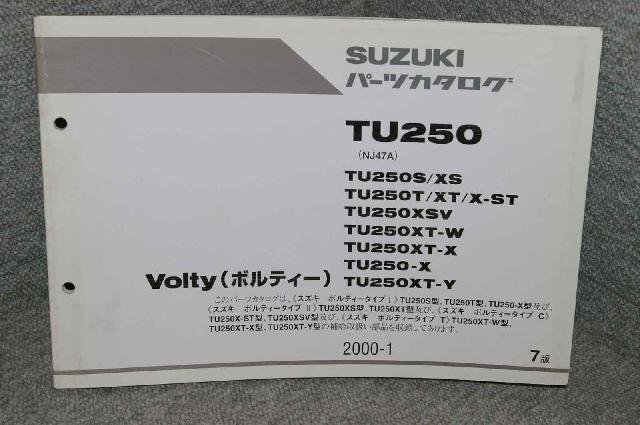 SUZUKI
パーツカタログ
TU250
(NJ47A)
TU250S/XS
TU250T/XT/X-ST
TU250XSV
TU250XT-W
TU250XT-X
TU250-X
Volty(ボルティー) TU250XT-Y
このパーツカタログは、(スズキ ボルティータイプⅠ) TU250S型、TU250T型、TU250-X型及び、
(スズキ ボルティータイプ Ⅱ) TU250XS型、TU250XT型及び、(スズキ ボルティータイプ C)
TU250X-ST型、TU250XSV型及び、(スズキ ボルティータイプ T) TU250XT-W型、
TU250XT-X型、TU250XT-Y型の補給取扱い部品を収録してあります。
2000-1
7版